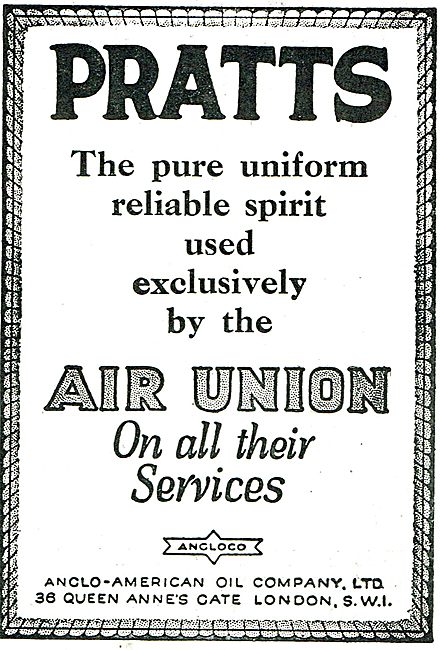 PRATTS
The pure uniform
reliable spirit
used
exclusively
by the
AIR UNION
On all their
Services
ANGLOCO
ANGLO-AMERICAN OIL COMPANY, LTD.
36 QUEEN ANNE'S GATE LONDON, S.W.I.